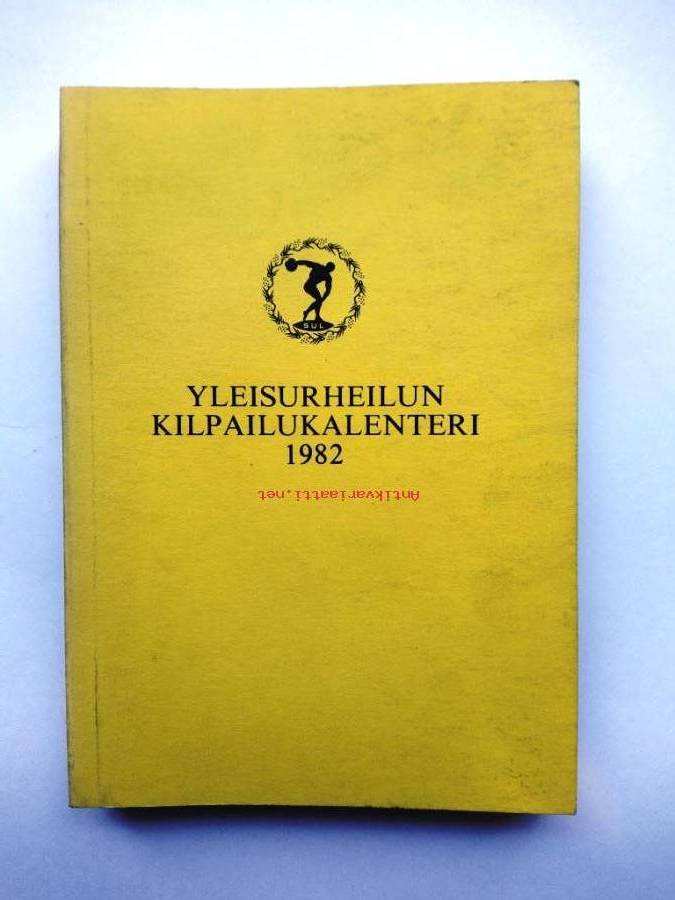 SUL
YLEISURHEILUN
KILPAILUKALENTERI
1982
Antikvariaatti.net